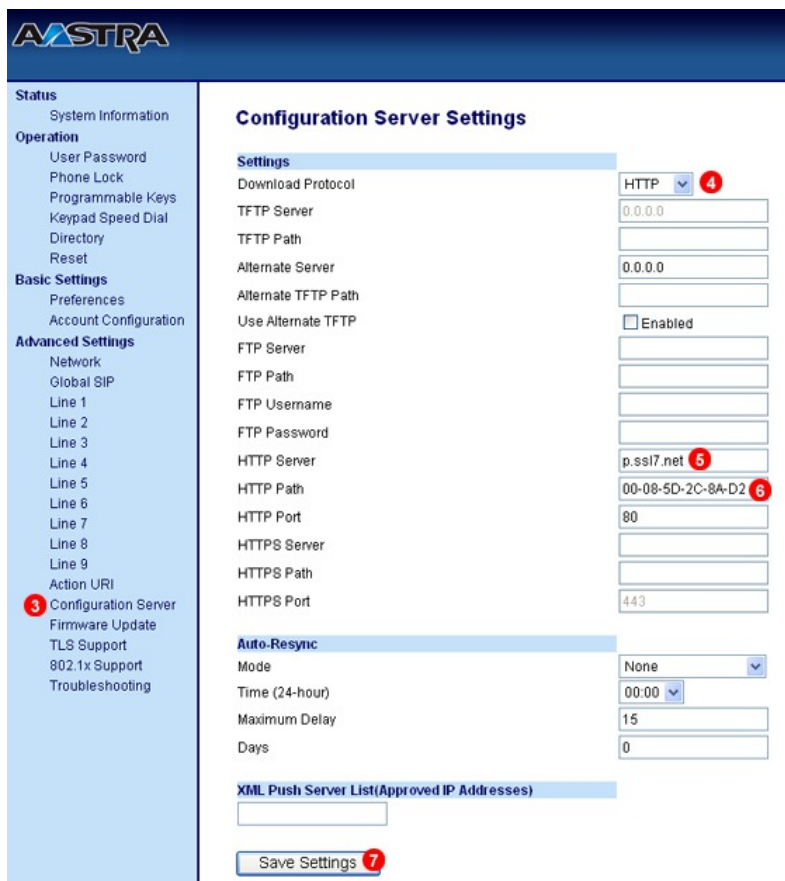 AASTRA
Status
System Information
Operation
User Password
Phone Lock
Programmable Keys
Keypad Speed Dial
Directory
Reset
Basic Settings
Preferences
Account Configuration
Advanced Settings
Network
Global SIP
Line 1
Line 2
Line 3
Line 4
Line 5
Line 6
Line 7
Line 8
Line 9
Action URI
3 Configuration Server
Firmware Update
TLS Support
802.1x Support
Troubleshooting
Configuration Server Settings
Settings
Download Protocol HTTP 4
TFTP Server 0.0.0.0
TFTP Path
Alternate Server 0.0.0.0
Alternate TFTP Path
Use Alternate TFTP Enabled
FTP Server
FTP Path
FTP Username
FTP Password
HTTP Server p.ssl7.net 5
HTTP Path 00-08-5D-2C-8A-D2 6
HTTP Port 80
HTTPS Server
HTTPS Path
HTTPS Port 443
Auto-Resync
Mode None
Time (24-hour) 00:00
Maximum Delay 15
Days 0
XML Push Server List(Approved IP Addresses)
Save Settings 7